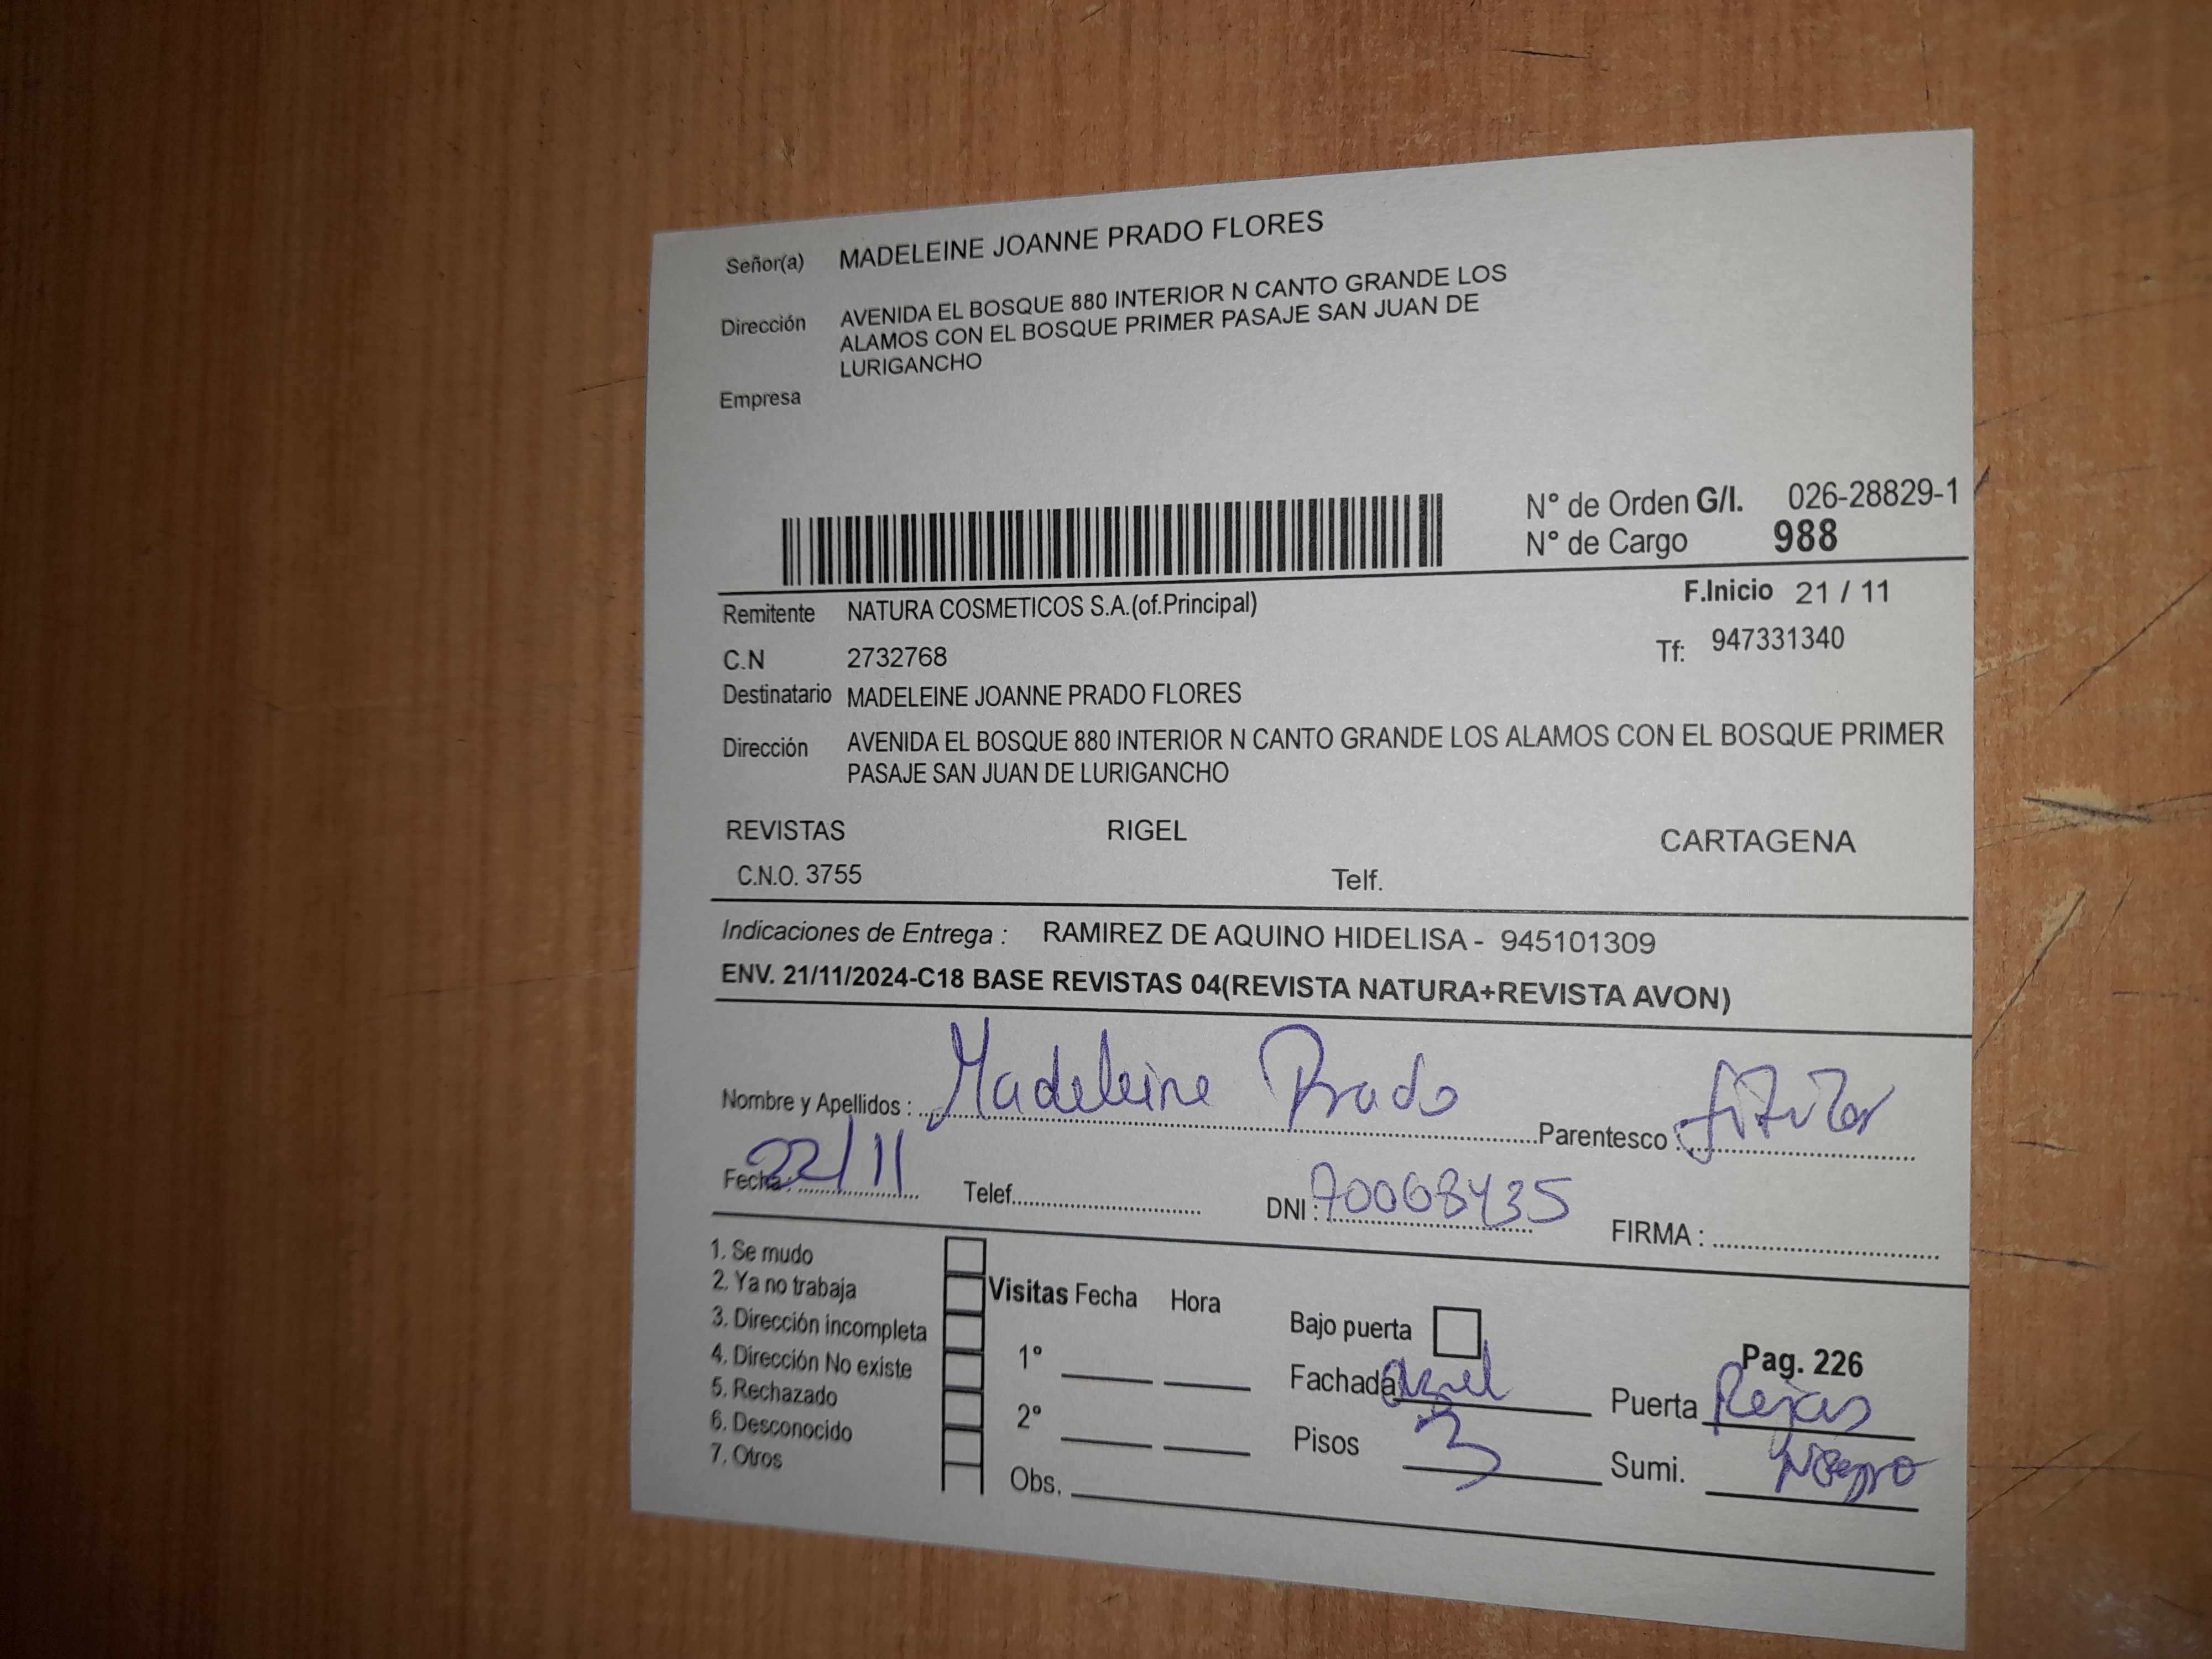 Señor(a) MADELEINE JOANNE PRADO FLORES
Dirección AVENIDA EL BOSQUE 880 INTERIOR N CANTO GRANDE LOS
ALAMOS CON EL BOSQUE PRIMER PASAJE SAN JUAN DE
LURIGANCHO
Empresa
N° de Orden G/I. 026-28829-1
N° de Cargo 988
F.Inicio 21 / 11
Remitente NATURA COSMETICOS S.A.(of.Principal)
C.N 2732768 Tf: 947331340
Destinatario MADELEINE JOANNE PRADO FLORES
Dirección AVENIDA EL BOSQUE 880 INTERIOR N CANTO GRANDE LOS ALAMOS CON EL BOSQUE PRIMER
PASAJE SAN JUAN DE LURIGANCHO
REVISTAS RIGEL CARTAGENA
C.N.O. 3755 Telf.
Indicaciones de Entrega : RAMIREZ DE AQUINO HIDELISA - 945101309
ENV. 21/11/2024-C18 BASE REVISTAS 04(REVISTA NATURA+REVISTA AVON)
Nombre y Apellidos : Madeleine Prado Parentesco : titular
Fecha : 22/11 Telef. DNI : 70068435 FIRMA :
1. Se mudo
2. Ya no trabaja
3. Dirección incompleta
4. Dirección No existe
5. Rechazado
6. Desconocido
7. Otros
Visitas Fecha Hora
1°
2°
Obs.
Bajo puerta
Pag. 226
Fachada azul Puerta Rejas
Pisos 3 Sumi. Negro